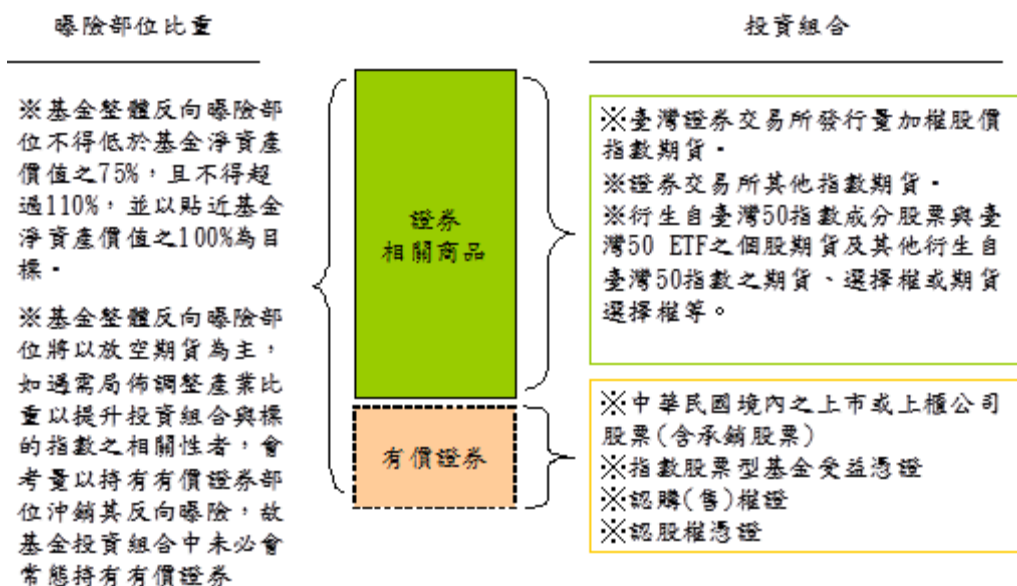 曝險部位比重
※基金整體反向曝險部
位不得低於基金淨資產
價值之75%，且不得超
過110%，並以貼近基金
淨資產價值之100%為目
標。
※基金整體反向曝險部
位將以放空期貨為主，
如遇需局佈調整產業比
重以提升投資組合與標
的指數之相關性者，會
考量以持有有價證券部
位沖銷其反向曝險，故
基金投資組合中未必會
常態持有有價證券
證券
相關商品
有價證券
投資組合
※臺灣證券交易所發行量加權股價
指數期貨。
※證券交易所其他指數期貨。
※衍生自臺灣50指數成分股票與臺
灣50 ETF之個股期貨及其他衍生自
臺灣50指數之期貨、選擇權或期貨
選擇權等。
※中華民國境內之上市或上櫃公司
股票(含承銷股票)
※指數股票型基金受益憑證
※認購(售)權證
※認股權憑證